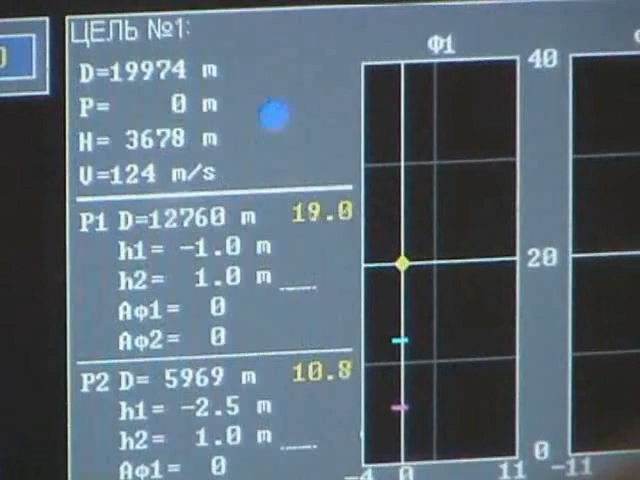 ЦЕЛЬ №1:
D=19974 m
P= 0 m
H= 3678 m
V=124 m/s
P1 D=12760 m 19.0
h1= -1.0 m
h2= 1.0 m
Aφ1= 0
Aφ2= 0
P2 D= 5969 m 10.8
h1= -2.5 m
h2= 1.0 m
Aφ1= 0
Φ1
40
20
0
-4 0 11
-11